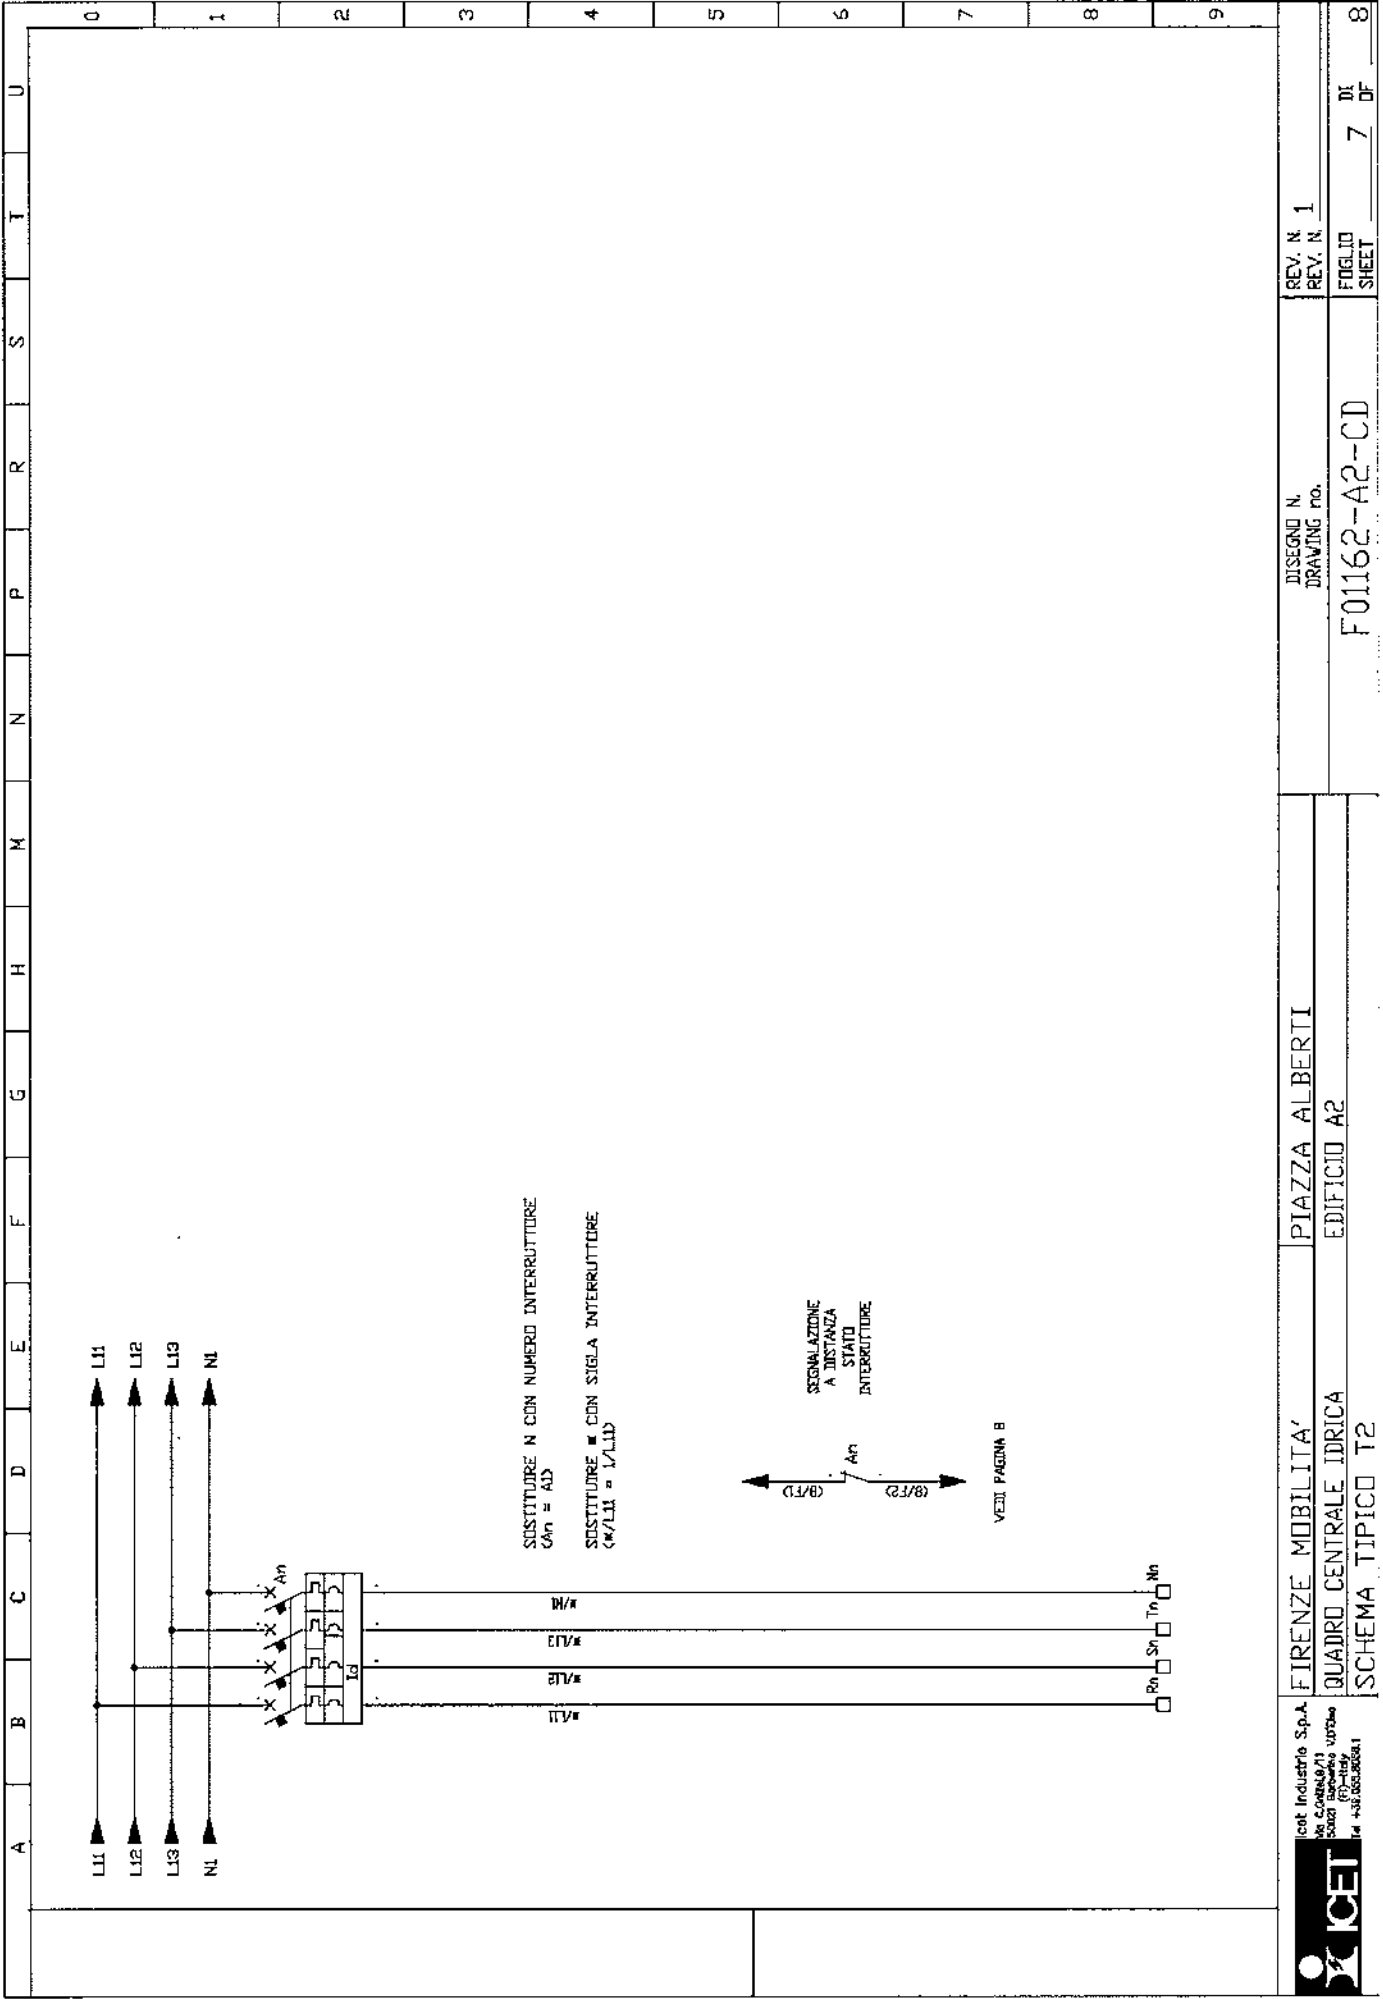 A B C D E F G H M N P R S T U
0
1
2
3
4
5
6
7
8
9
L11 L11
L12 L12
L13 L13
N1 N1
An
Id
*/L11
*/L12
*/L13
*/N1
SOSTITUIRE N CON NUMERO INTERRUTTORE
(An = A1)
SOSTITUIRE * CON SIGLA INTERRUTTORE
(*/L11 = 1/L11)
SEGNALAZIONE
A DISTANZA
STATO
INTERRUTTORE
(8/F1)
An
(8/F2)
VEDI PAGINA 8
Rn Sn Tn Nn
ICET
Icet Industrie S.p.A.
(FI)-Italy
FIRENZE MOBILITA'
PIAZZA ALBERTI
QUADRO CENTRALE IDRICA
EDIFICIO A2
SCHEMA TIPICO T2
DISEGNO N.
DRAWING no.
F01162-A2-CD
REV. N. 1
REV. N.
FOGLIO 7 DI 8
SHEET OF